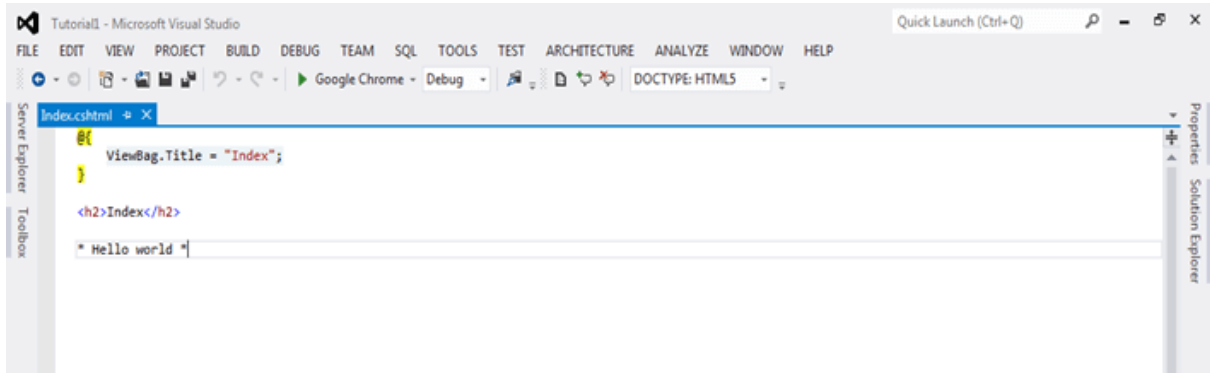 Tutorial1 - Microsoft Visual Studio
Quick Launch (Ctrl+Q)
FILE EDIT VIEW PROJECT BUILD DEBUG TEAM SQL TOOLS TEST ARCHITECTURE ANALYZE WINDOW HELP
Google Chrome Debug DOCTYPE: HTML5
Server Explorer
Toolbox
Index.cshtml
@{
ViewBag.Title = "Index";
}
<h2>Index</h2>
" Hello world "
Properties
Solution Explorer